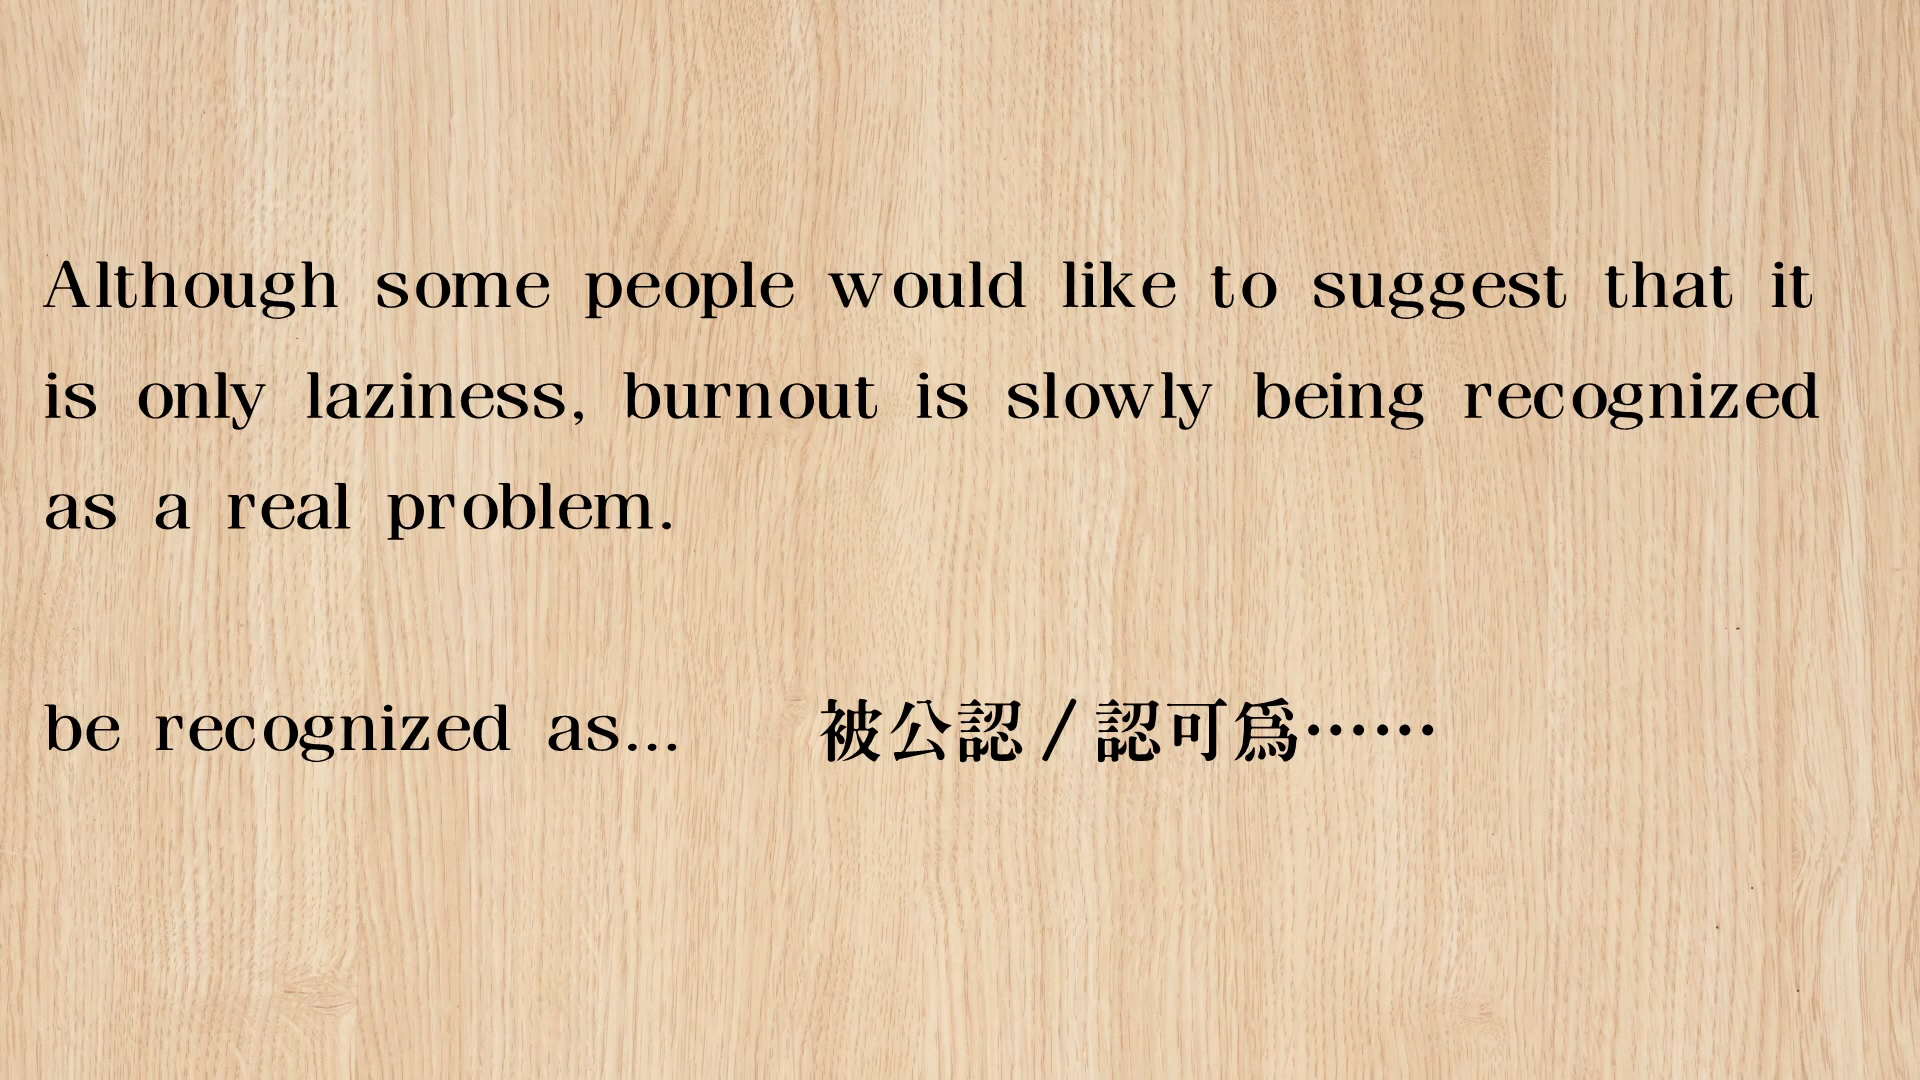 Although some people would like to suggest that it
is only laziness, burnout is slowly being recognized
as a real problem.
be recognized as... 被公認／認可爲……